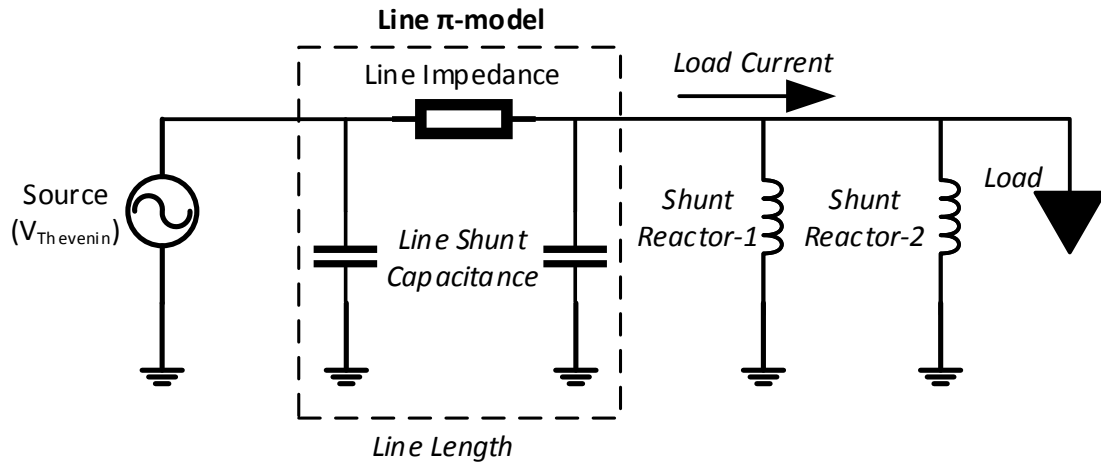 Line π-model
Line Impedance
Load Current
Source
(VThevenin)
Line Shunt
Capacitance
Shunt
Reactor-1
Shunt
Reactor-2
Load
Line Length